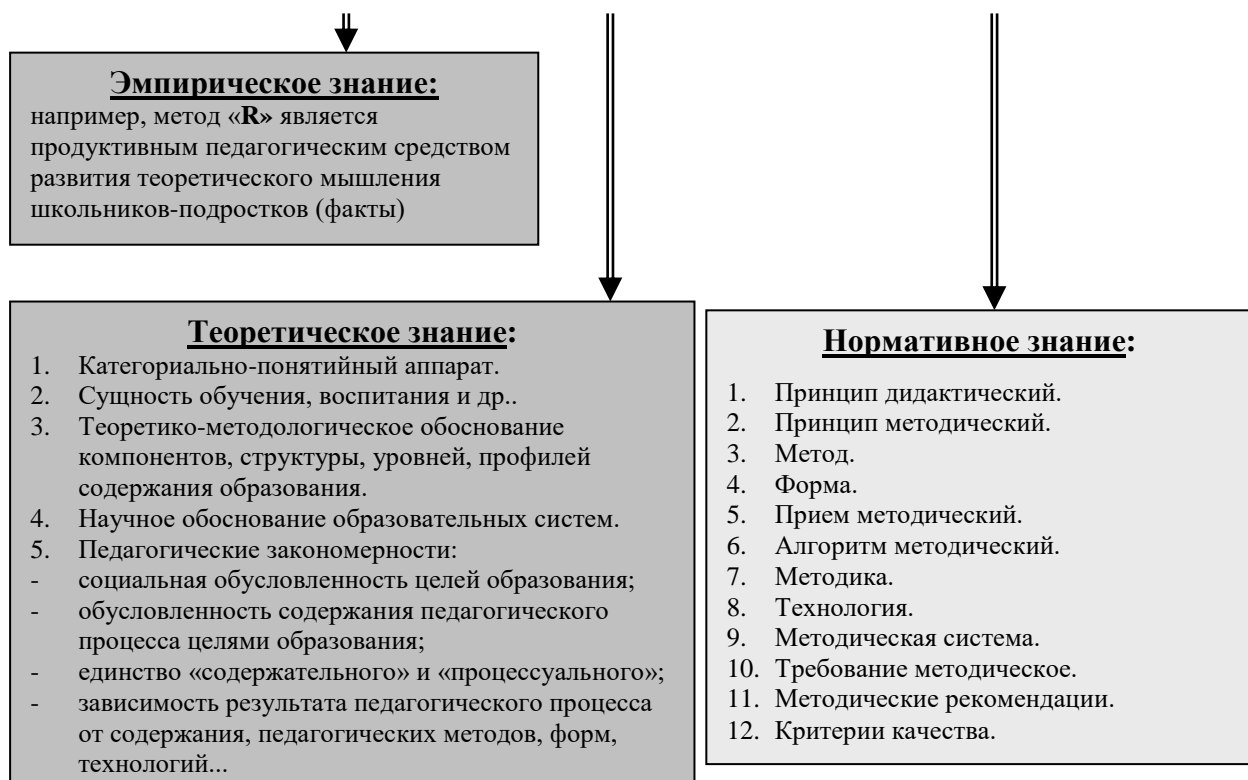 Эмпирическое знание:
например, метод «R» является
продуктивным педагогическим средством
развития теоретического мышления
школьников-подростков (факты)
Теоретическое знание:
1. Категориально-понятийный аппарат.
2. Сущность обучения, воспитания и др..
3. Теоретико-методологическое обоснование
компонентов, структуры, уровней, профилей
содержания образования.
4. Научное обоснование образовательных систем.
5. Педагогические закономерности:
- социальная обусловленность целей образования;
- обусловленность содержания педагогического
процесса целями образования;
- единство «содержательного» и «процессуального»;
- зависимость результата педагогического процесса
от содержания, педагогических методов, форм,
технологий...
Нормативное знание:
1. Принцип дидактический.
2. Принцип методический.
3. Метод.
4. Форма.
5. Прием методический.
6. Алгоритм методический.
7. Методика.
8. Технология.
9. Методическая система.
10. Требование методическое.
11. Методические рекомендации.
12. Критерии качества.